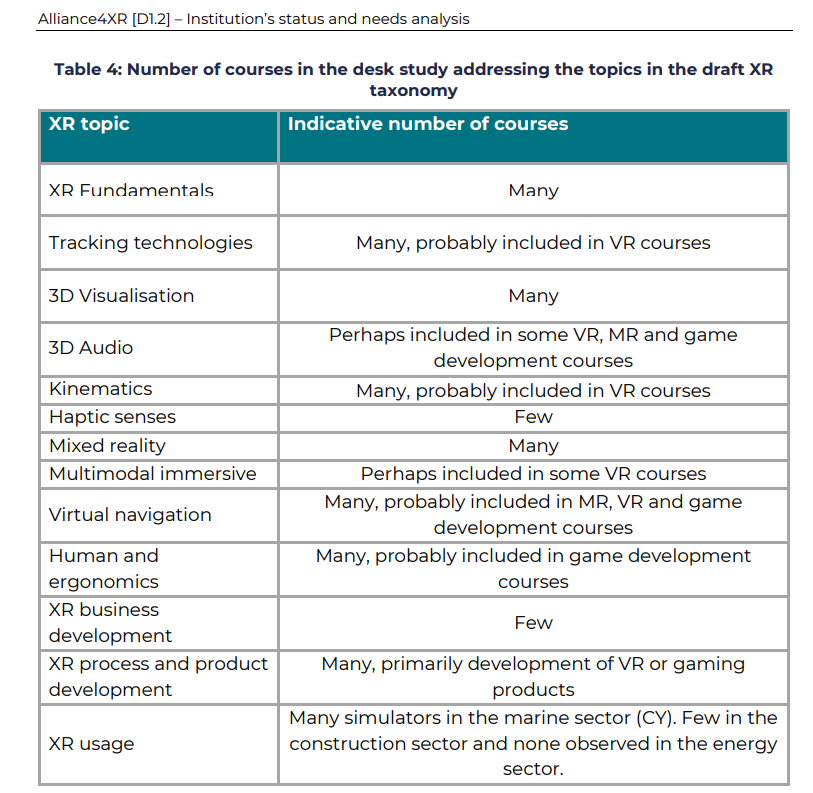 Alliance4XR [D1.2] – Institution's status and needs analysis
Table 4: Number of courses in the desk study addressing the topics in the draft XR
taxonomy
XR topic
Indicative number of courses
XR Fundamentals
Many
Tracking technologies
Many, probably included in VR courses
3D Visualisation
Many
3D Audio
Perhaps included in some VR, MR and game
development courses
Kinematics
Many, probably included in VR courses
Haptic senses
Few
Mixed reality
Many
Multimodal immersive
Perhaps included in some VR courses
Virtual navigation
Many, probably included in MR, VR and game
development courses
Human and
ergonomics
Many, probably included in game development
courses
XR business
development
Few
XR process and product
development
Many, primarily development of VR or gaming
products
XR usage
Many simulators in the marine sector (CY). Few in the
construction sector and none observed in the energy
sector.